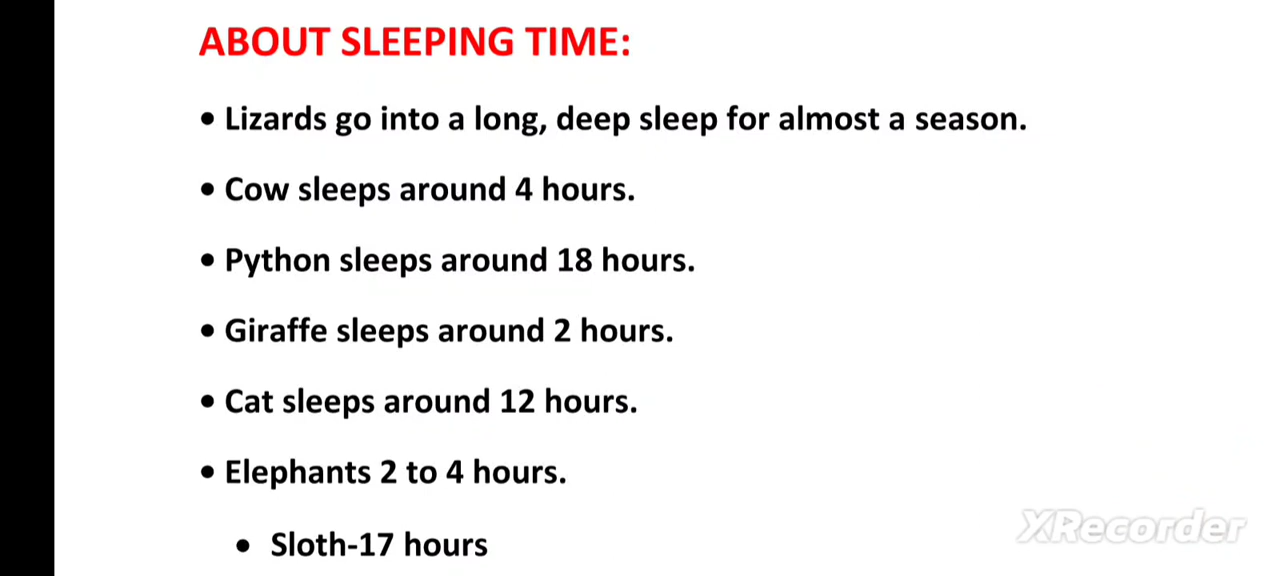 ABOUT SLEEPING TIME:
• Lizards go into a long, deep sleep for almost a season.
• Cow sleeps around 4 hours.
• Python sleeps around 18 hours.
• Giraffe sleeps around 2 hours.
• Cat sleeps around 12 hours.
• Elephants 2 to 4 hours.
• Sloth-17 hours
XRecorder